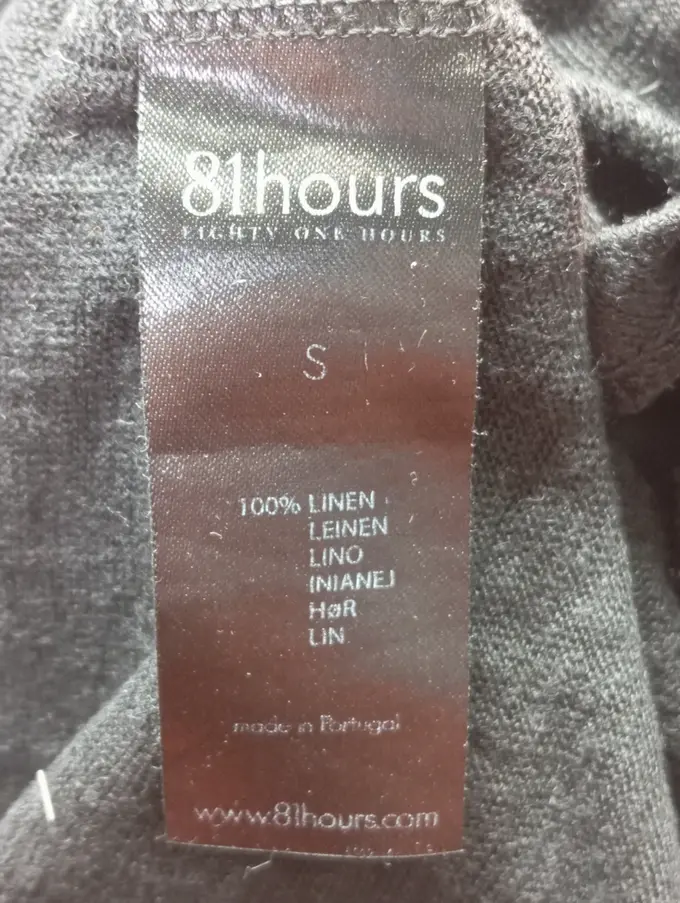 81hours
EIGHTY ONE HOURS
S
100% LINEN
LEINEN
LINO
INIANEJ
HØR
LIN
made in Portugal
www.81hours.com